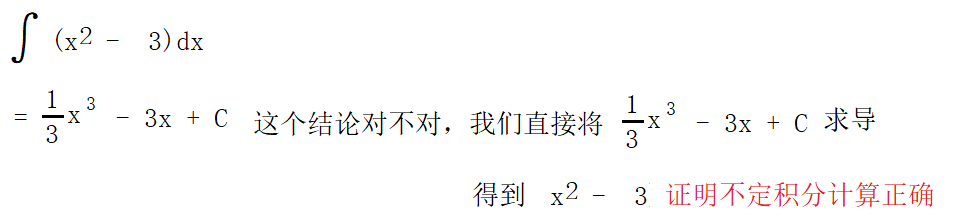 ∫ (x2 - 3)dx
= 1/3 x³ - 3x + C 这个结论对不对，我们直接将 1/3 x³ - 3x + C 求导
得到 x2 - 3 证明不定积分计算正确